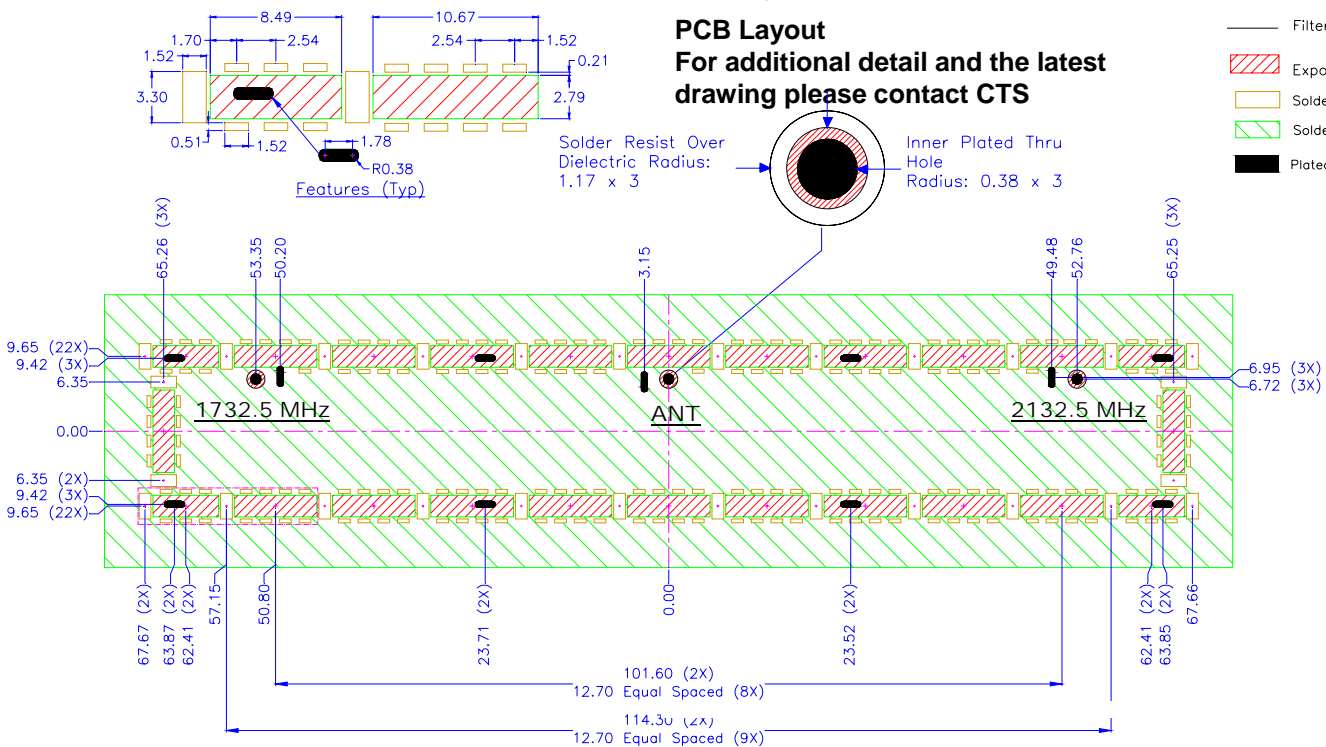 8.49
10.67
1.70
2.54
2.54
1.52
1.52
0.21
3.30
2.79
0.51
1.52
1.78
R0.38
Features (Typ)
PCB Layout
For additional detail and the latest
drawing please contact CTS
Solder Resist Over
Dielectric Radius:
1.17 x 3
Inner Plated Thru
Hole
Radius: 0.38 x 3
Filter
Expo
Solde
Solde
Plated
65.26 (3X)
53.35
50.20
3.15
49.48
52.76
65.25 (3X)
9.65 (22X)
9.42 (3X)
6.35
0.00
6.35 (2X)
9.42 (3X)
9.65 (22X)
6.95 (3X)
6.72 (3X)
1732.5 MHz
ANT
2132.5 MHz
67.67 (2X)
63.87 (2X)
62.41 (2X)
57.15
50.80
23.71 (2X)
0.00
23.52 (2X)
62.41 (2X)
63.85 (2X)
67.66
101.60 (2X)
12.70 Equal Spaced (8X)
114.30 (2X)
12.70 Equal Spaced (9X)